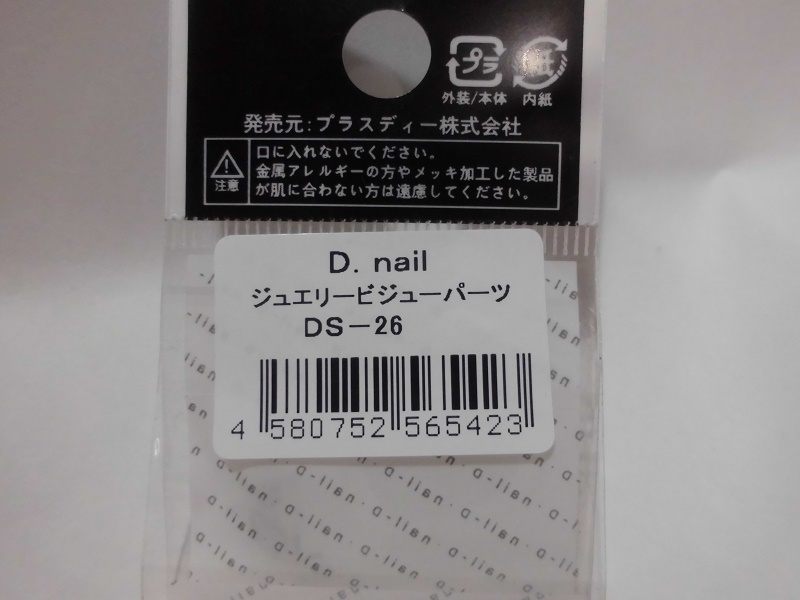 プラ 紙
外装/本体 内紙
発売元:プラスディー株式会社
注意
口に入れないでください。
金属アレルギーの方やメッキ加工した製品
が肌に合わない方は遠慮してください。
D. nail
ジュエリービジューパーツ
DS-26
4 580752 565423
D-nail · D-nail · D-nail · D-nail